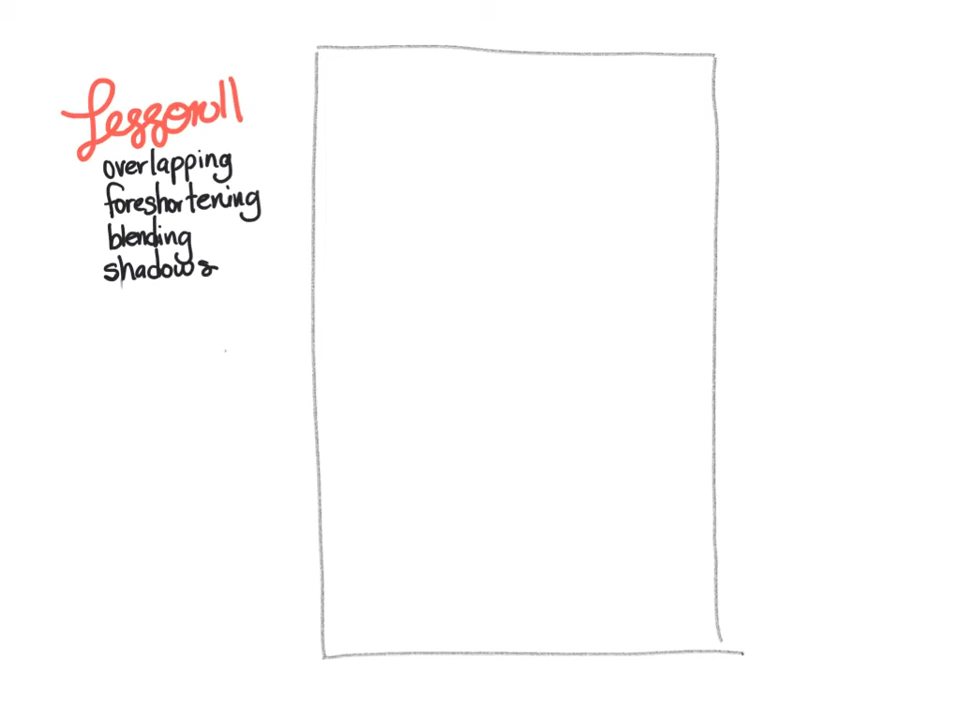 Lesson 11
overlapping
foreshortening
blending
shadows